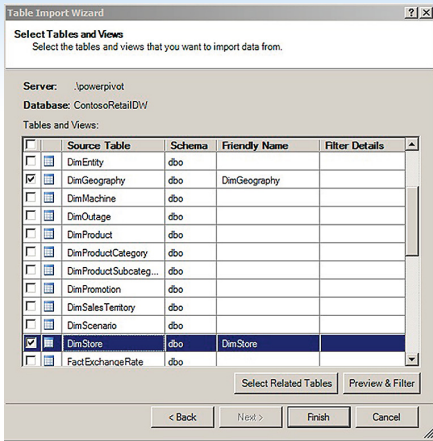 Table Import Wizard
Select Tables and Views
Select the tables and views that you want to import data from.
Server: .\powerpivot
Database: ContosoRetailDW
Tables and Views:
Source Table Schema Friendly Name Filter Details
DimEntity dbo
DimGeography dbo DimGeography
DimMachine dbo
DimOutage dbo
DimProduct dbo
DimProductCategory dbo
DimProductSubcateg... dbo
DimPromotion dbo
DimSalesTerritory dbo
DimScenario dbo
DimStore dbo DimStore
FactExchangeRate dbo
Select Related Tables Preview & Filter
< Back Next > Finish Cancel